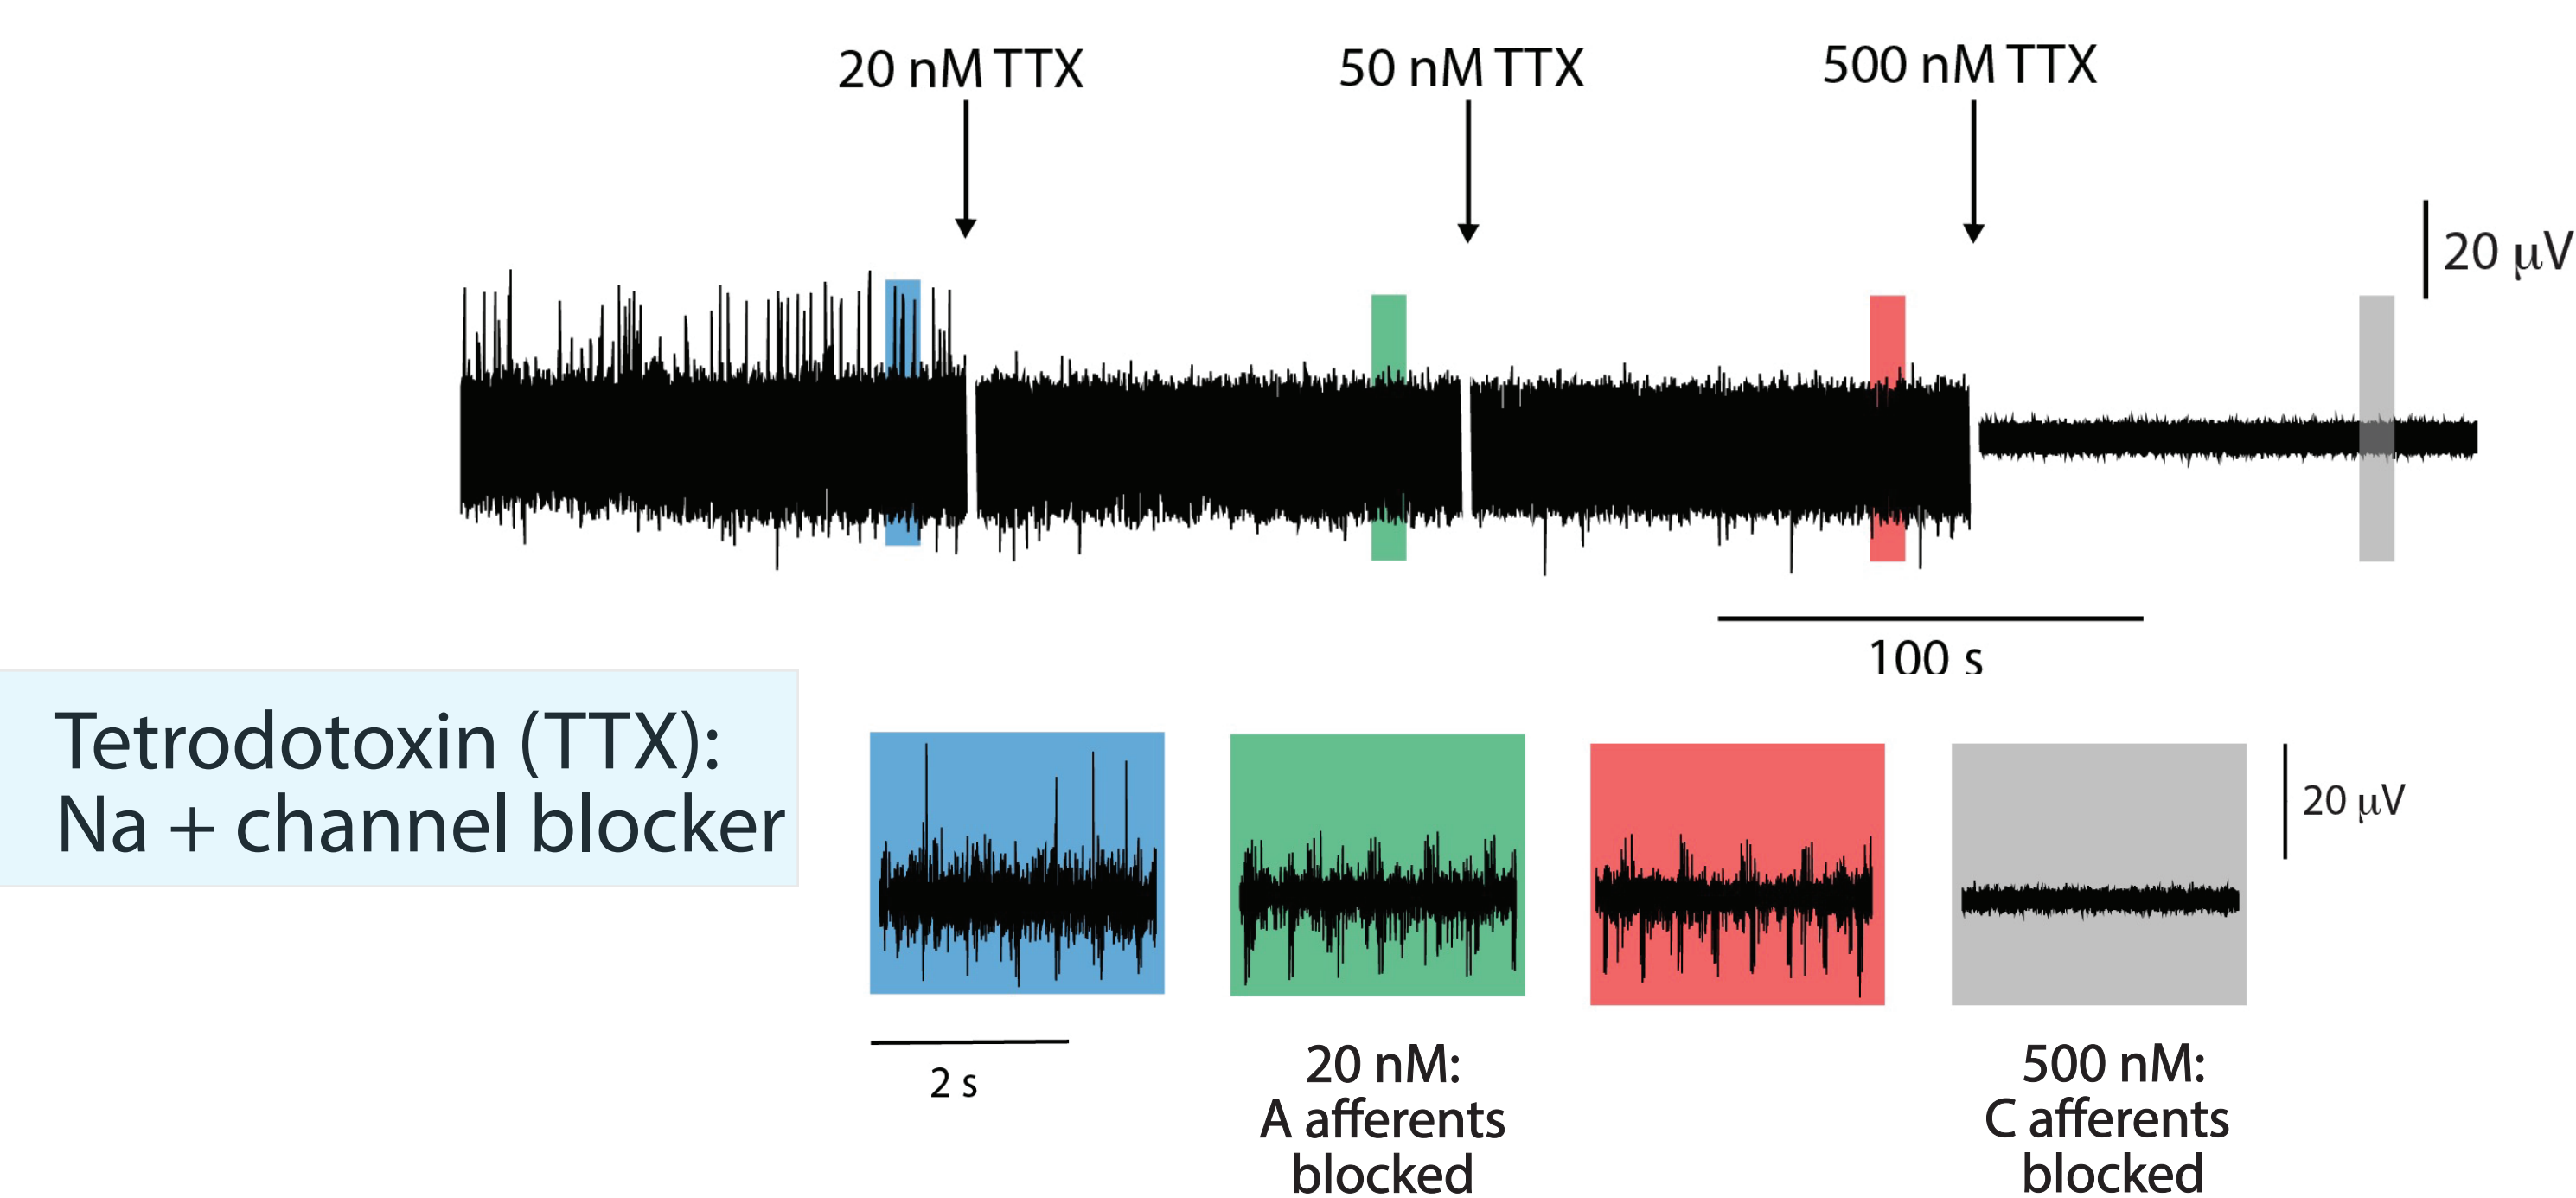 20 nM TTX
50 nM TTX
500 nM TTX
20 μV
100 s
Tetrodotoxin (TTX):
Na + channel blocker
20 μV
2 s
20 nM:
A afferents
blocked
500 nM:
C afferents
blocked